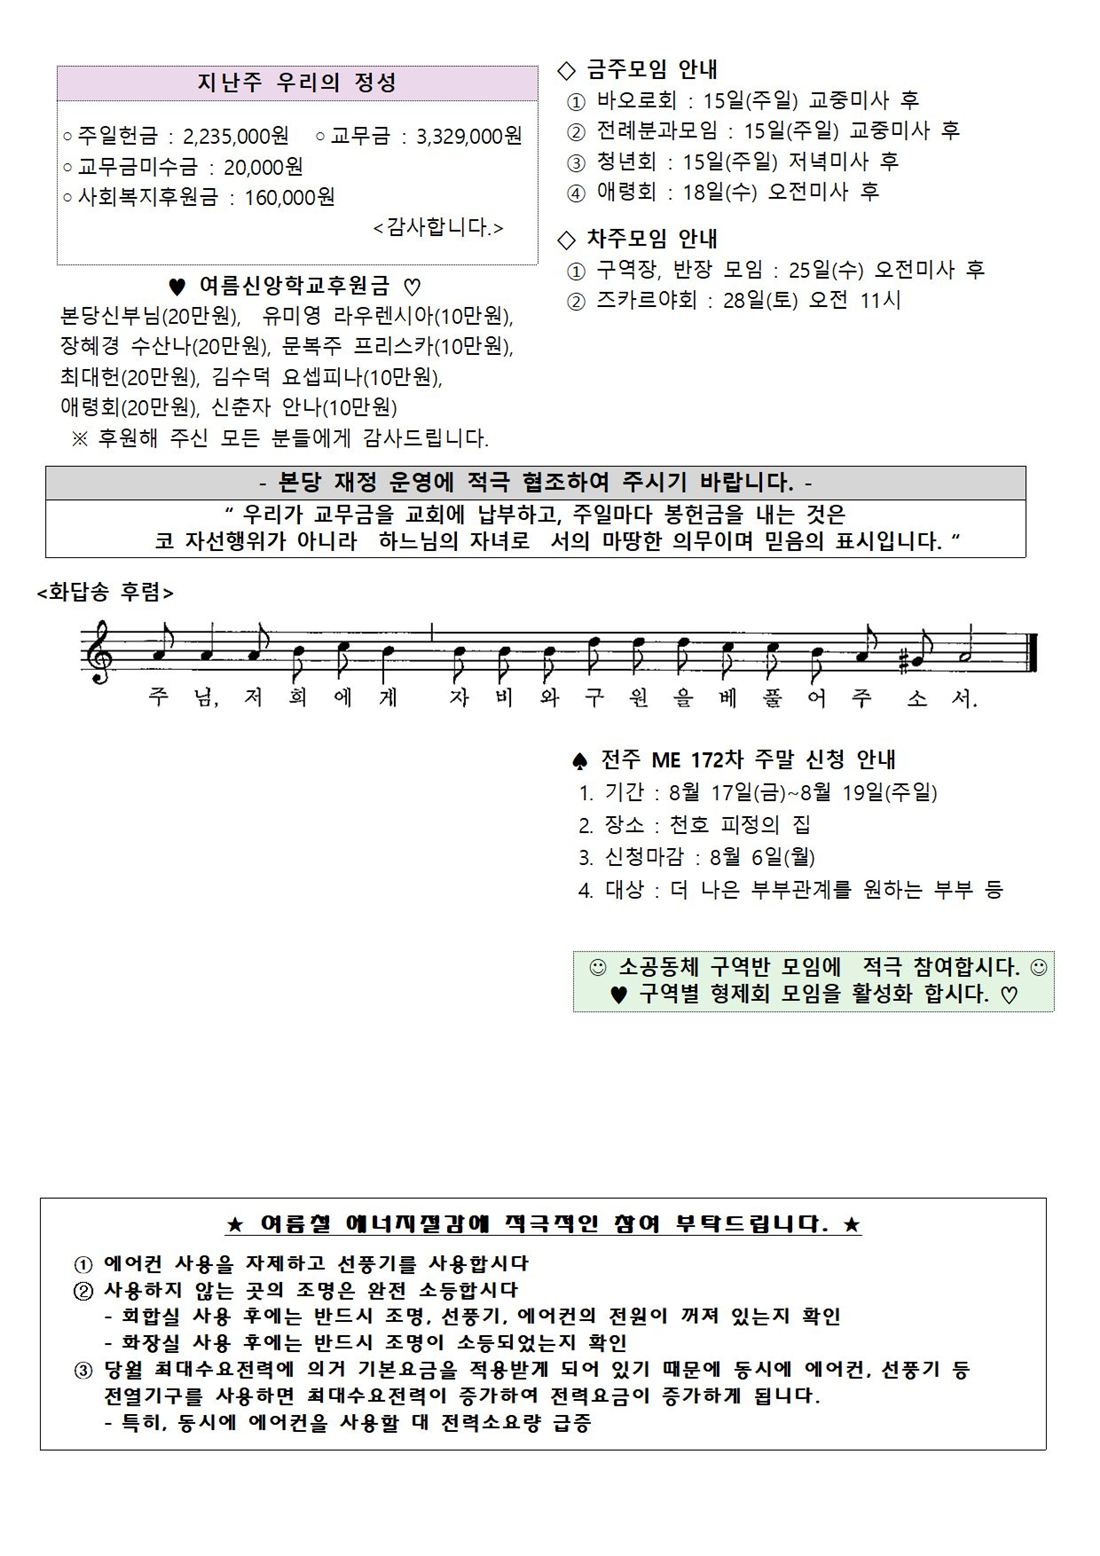 지난주 우리의 정성
○ 주일헌금 : 2,235,000원 ○ 교무금 : 3,329,000원
○ 교무금미수금 : 20,000원
○ 사회복지후원금 : 160,000원
<감사합니다.>
♥ 여름신앙학교후원금 ♡
본당신부님(20만원), 유미영 라우렌시아(10만원),
장혜경 수산나(20만원), 문복주 프리스카(10만원),
최대헌(20만원), 김수덕 요셉피나(10만원),
애령회(20만원), 신춘자 안나(10만원)
※ 후원해 주신 모든 분들에게 감사드립니다.
◇ 금주모임 안내
① 바오로회 : 15일(주일) 교중미사 후
② 전례분과모임 : 15일(주일) 교중미사 후
③ 청년회 : 15일(주일) 저녁미사 후
④ 애령회 : 18일(수) 오전미사 후
◇ 차주모임 안내
① 구역장, 반장 모임 : 25일(수) 오전미사 후
② 즈카르야회 : 28일(토) 오전 11시
- 본당 재정 운영에 적극 협조하여 주시기 바랍니다. -
“ 우리가 교무금을 교회에 납부하고, 주일마다 봉헌금을 내는 것은
코 자선행위가 아니라 하느님의 자녀로 서의 마땅한 의무이며 믿음의 표시입니다. “
<화답송 후렴>
주 님, 저 희 에 게 자 비 와 구 원 을 베 풀 어 주 소 서.
♠ 전주 ME 172차 주말 신청 안내
1. 기간 : 8월 17일(금)~8월 19일(주일)
2. 장소 : 천호 피정의 집
3. 신청마감 : 8월 6일(월)
4. 대상 : 더 나은 부부관계를 원하는 부부 등
☺ 소공동체 구역반 모임에 적극 참여합시다. ☺
♥ 구역별 형제회 모임을 활성화 합시다. ♡
★ 여름철 에너지절감에 적극적인 참여 부탁드립니다. ★
① 에어컨 사용을 자제하고 선풍기를 사용합시다
② 사용하지 않는 곳의 조명은 완전 소등합시다
- 회합실 사용 후에는 반드시 조명, 선풍기, 에어컨의 전원이 꺼져 있는지 확인
- 화장실 사용 후에는 반드시 조명이 소등되었는지 확인
③ 당월 최대수요전력에 의거 기본요금을 적용받게 되어 있기 때문에 동시에 에어컨, 선풍기 등
전열기구를 사용하면 최대수요전력이 증가하여 전력요금이 증가하게 됩니다.
- 특히, 동시에 에어컨을 사용할 대 전력소요량 급증